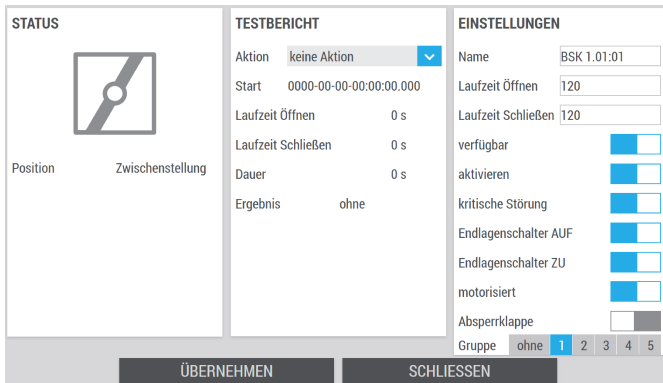 STATUS
Position Zwischenstellung
TESTBERICHT
Aktion keine Aktion
Start 0000-00-00-00:00:00.000
Laufzeit Öffnen 0 s
Laufzeit Schließen 0 s
Dauer 0 s
Ergebnis ohne
EINSTELLUNGEN
Name BSK 1.01:01
Laufzeit Öffnen 120
Laufzeit Schließen 120
verfügbar
aktivieren
kritische Störung
Endlagenschalter AUF
Endlagenschalter ZU
motorisiert
Absperrklappe
Gruppe ohne 1 2 3 4 5
ÜBERNEHMEN SCHLIESSEN